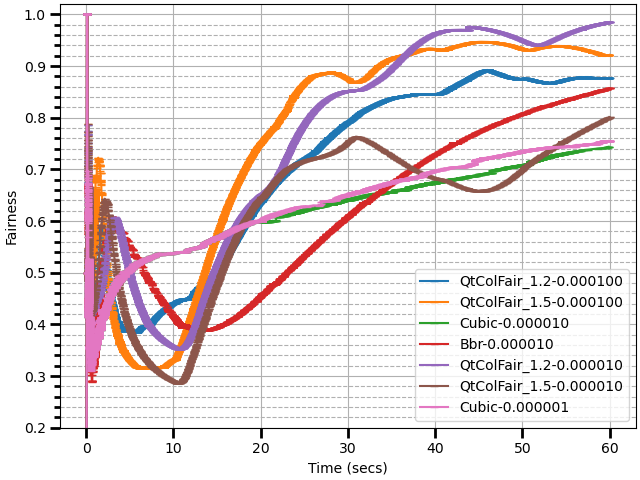 1.0
0.9
0.8
0.7
0.6
0.5
0.4
0.3
0.2
Fairness
0
10
20
30
40
50
60
Time (secs)
QtColFair_1.2-0.000100
QtColFair_1.5-0.000100
Cubic-0.000010
Bbr-0.000010
QtColFair_1.2-0.000010
QtColFair_1.5-0.000010
Cubic-0.000001